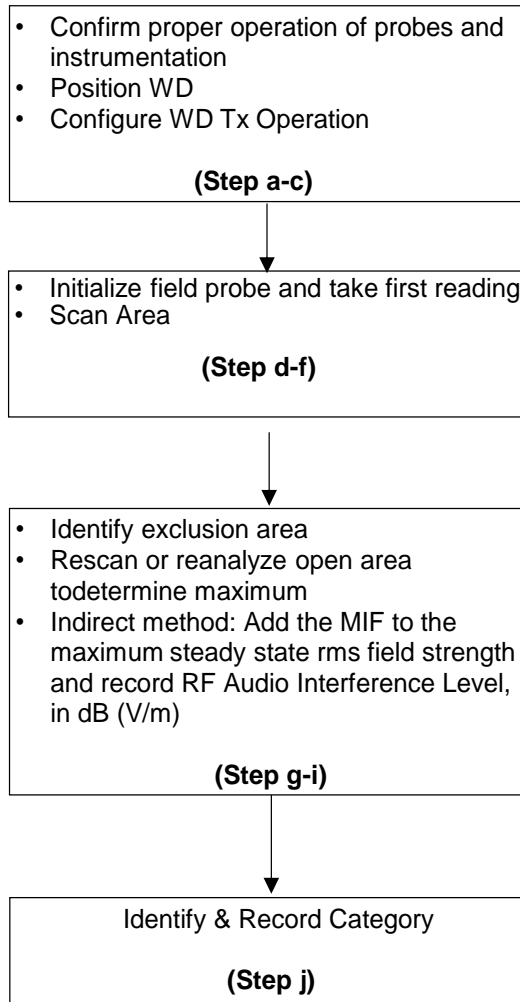 • Confirm proper operation of probes and
instrumentation
• Position WD
• Configure WD Tx Operation
(Step a-c)
• Initialize field probe and take first reading
• Scan Area
(Step d-f)
• Identify exclusion area
• Rescan or reanalyze open area
todetermine maximum
• Indirect method: Add the MIF to the
maximum steady state rms field strength
and record RF Audio Interference Level,
in dB (V/m)
(Step g-i)
Identify & Record Category
(Step j)